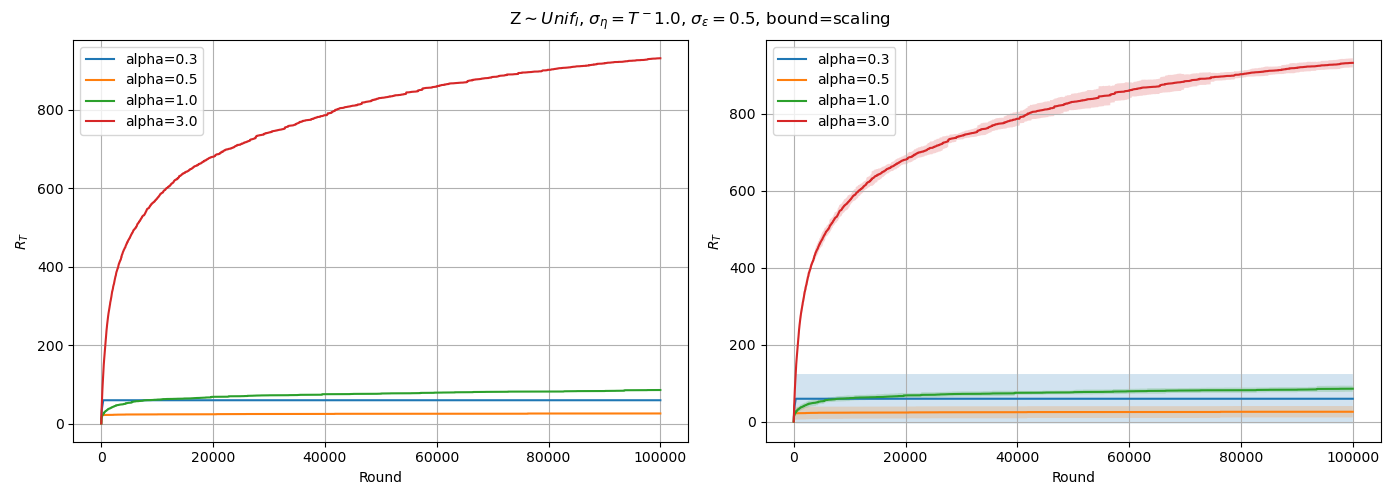 Z ∼ Unif_I, σ_η = T^−1.0, σ_ε = 0.5, bound=scaling
alpha=0.3
alpha=0.5
alpha=1.0
alpha=3.0
800
600
400
200
0
R_T
0
20000
40000
60000
80000
100000
Round
alpha=0.3
alpha=0.5
alpha=1.0
alpha=3.0
800
600
400
200
0
R_T
0
20000
40000
60000
80000
100000
Round